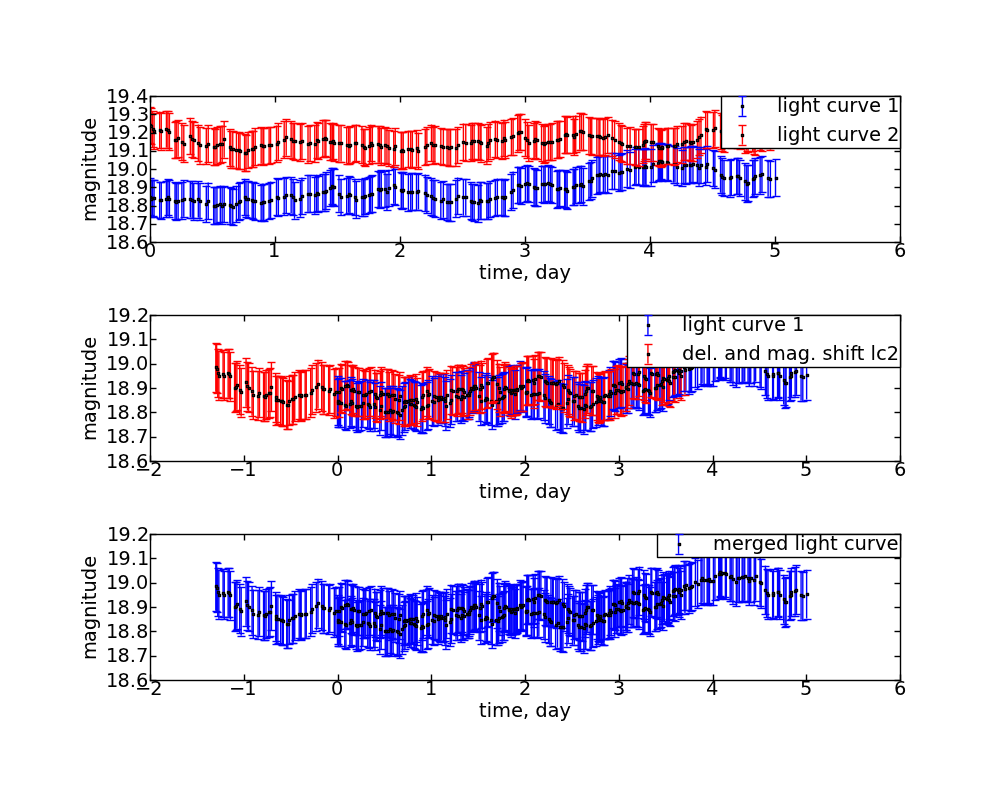 19.4
19.3
19.2
19.1
19.0
18.9
18.8
18.7
18.6
magnitude
light curve 1
light curve 2
0 1 2 3 4 5 6
time, day
19.2
19.1
19.0
18.9
18.8
18.7
18.6
magnitude
light curve 1
del. and mag. shift lc2
−2 −1 0 1 2 3 4 5 6
time, day
19.2
19.1
19.0
18.9
18.8
18.7
18.6
magnitude
merged light curve
−2 −1 0 1 2 3 4 5 6
time, day